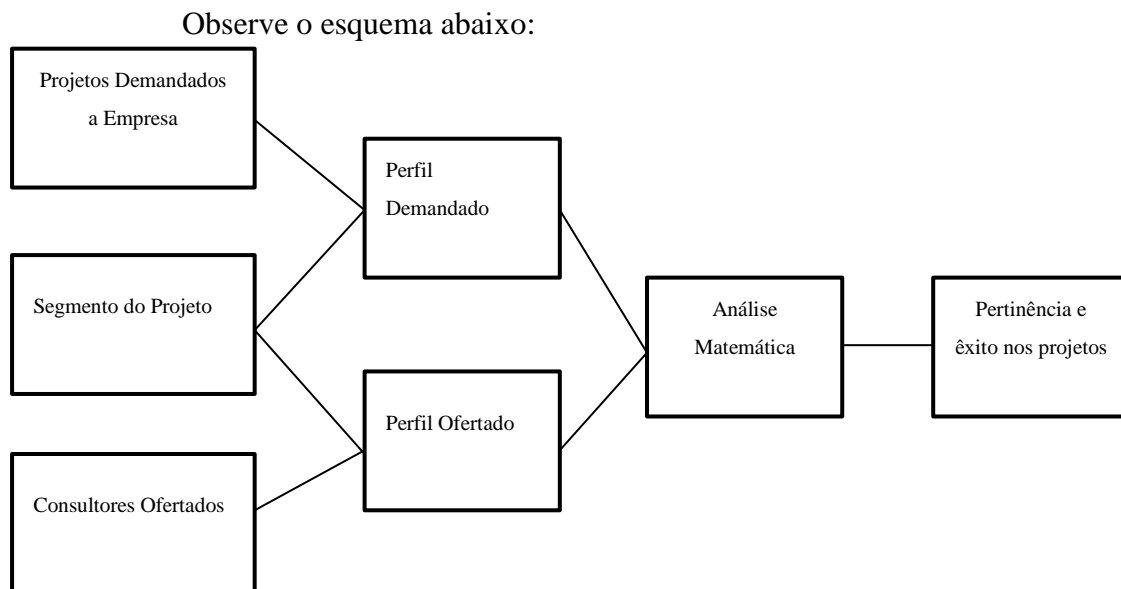 Observe o esquema abaixo:
Projetos Demandados
a Empresa
Perfil
Demandado
Segmento do Projeto
Análise
Matemática
Pertinência e
êxito nos projetos
Perfil Ofertado
Consultores Ofertados